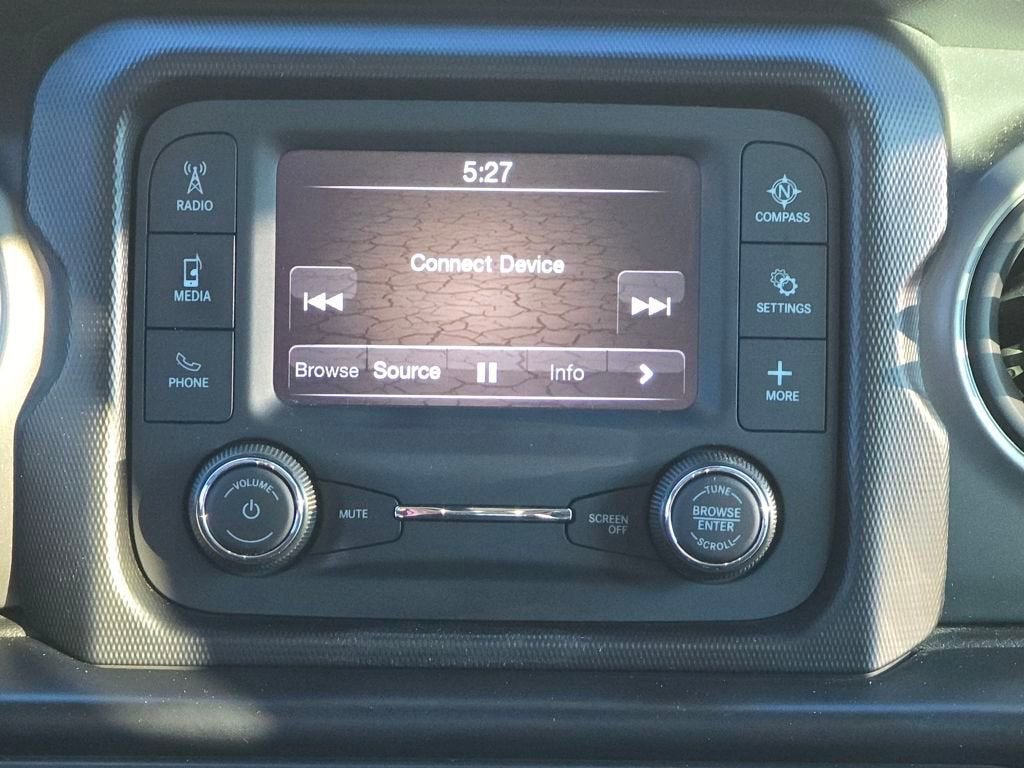 5:27
RADIO
N
COMPASS
Connect Device
MEDIA
SETTINGS
Browse Source Info
PHONE
MORE
VOLUME
MUTE
SCREEN
OFF
TUNE
BROWSE
ENTER
SCROLL